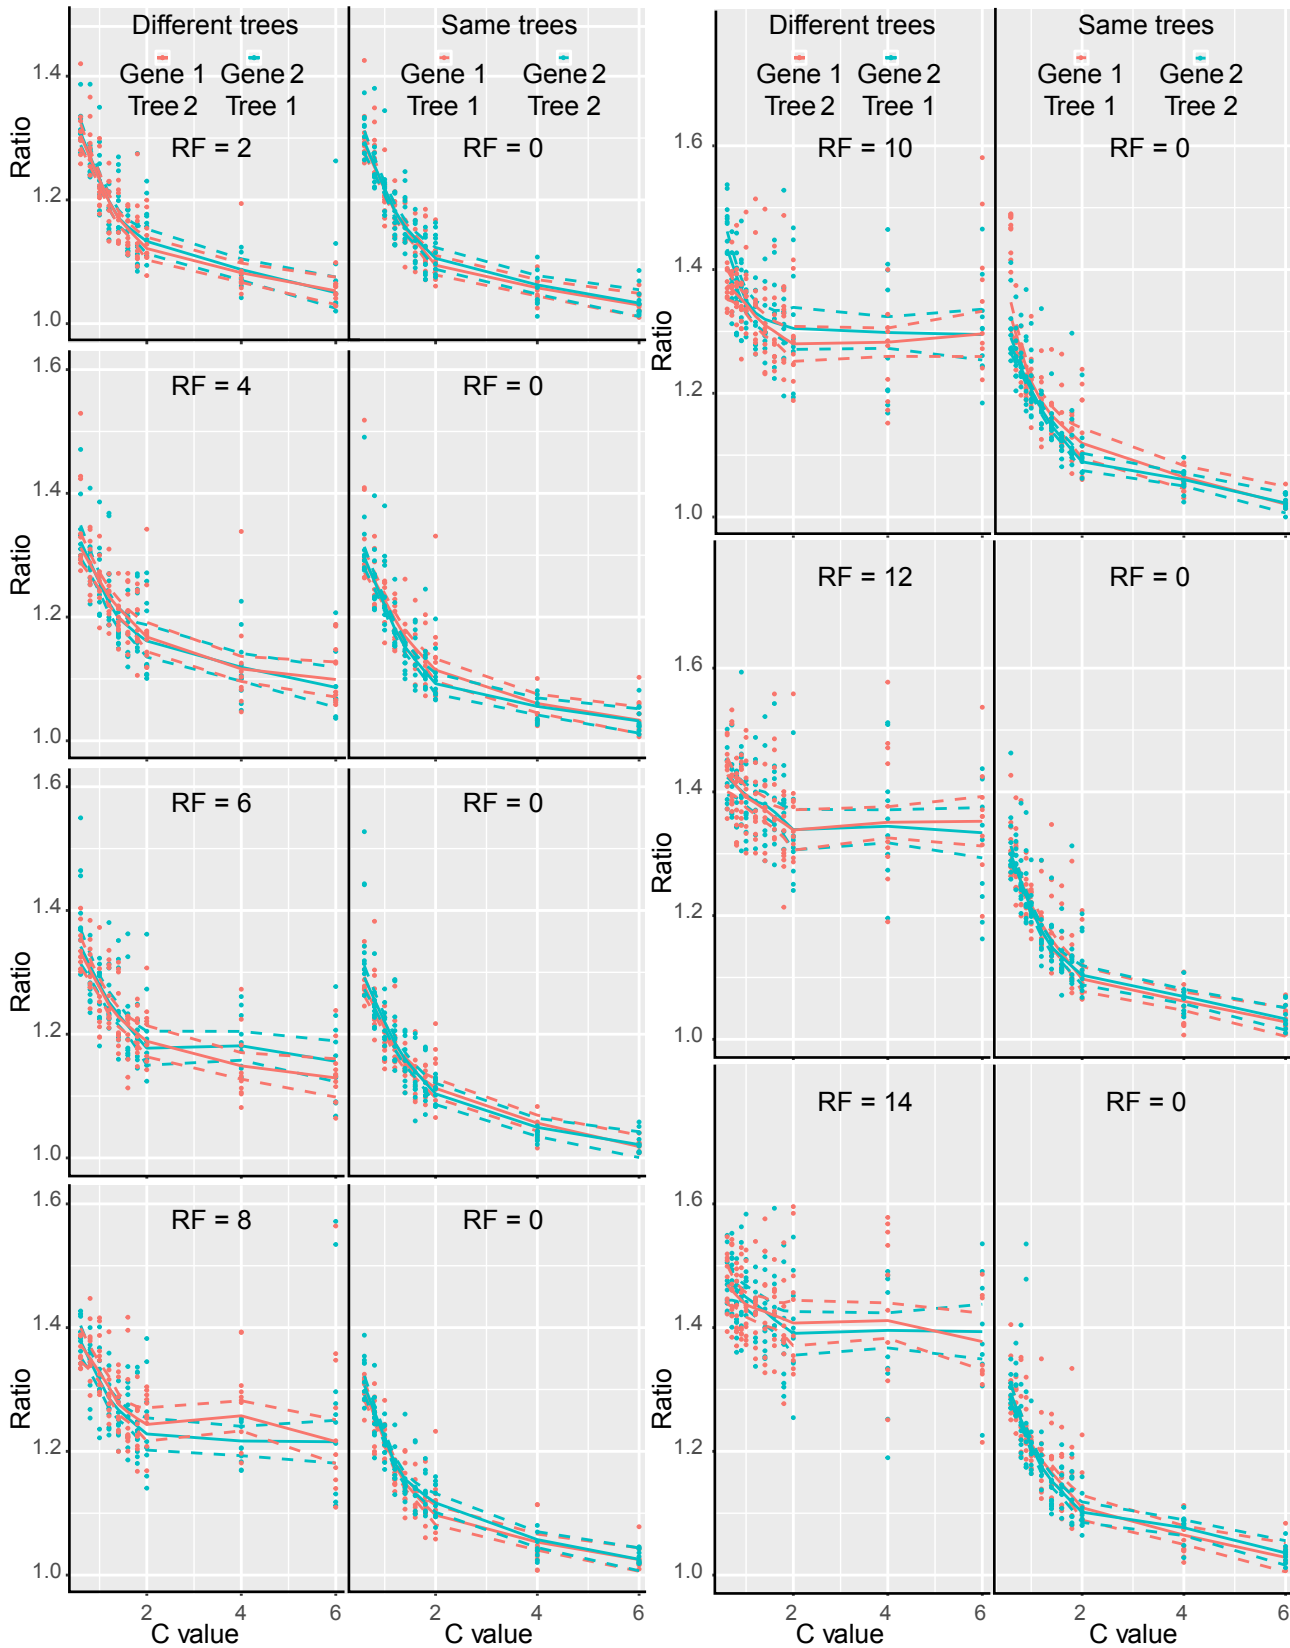 Different trees
Same trees
Gene 1 Gene 2
Tree 2 Tree 1
Gene 1 Gene 2
Tree 1 Tree 2
RF = 2
RF = 0
Ratio
1.4
1.2
1.0
RF = 4
RF = 0
Ratio
1.6
1.4
1.2
1.0
RF = 6
RF = 0
Ratio
1.6
1.4
1.2
1.0
RF = 8
RF = 0
Ratio
1.6
1.4
1.2
1.0
2 4 6 2 4 6
C value C value
Different trees
Same trees
Gene 1 Gene 2
Tree 2 Tree 1
Gene 1 Gene 2
Tree 1 Tree 2
RF = 10
RF = 0
Ratio
1.6
1.4
1.2
1.0
RF = 12
RF = 0
Ratio
1.6
1.4
1.2
1.0
RF = 14
RF = 0
Ratio
1.6
1.4
1.2
1.0
2 4 6 2 4 6
C value C value